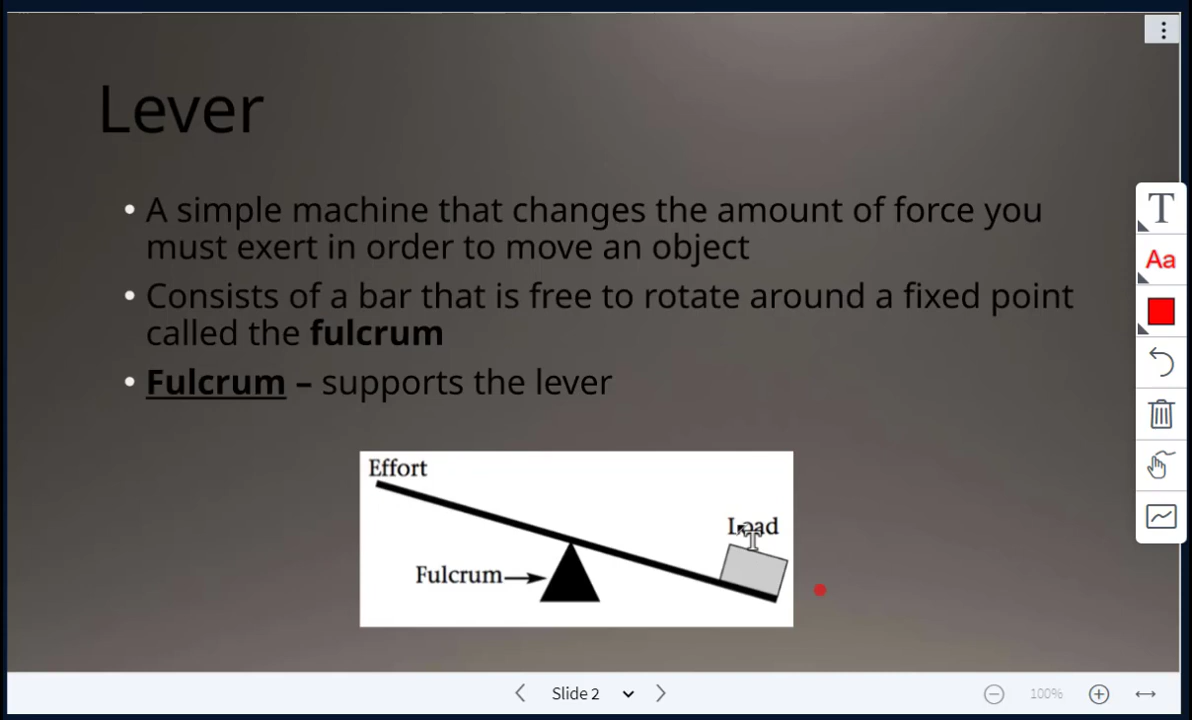 Lever
• A simple machine that changes the amount of force you
must exert in order to move an object
• Consists of a bar that is free to rotate around a fixed point
called the fulcrum
• Fulcrum – supports the lever
Effort
Load
Fulcrum
T
Aa
Slide 2
100%